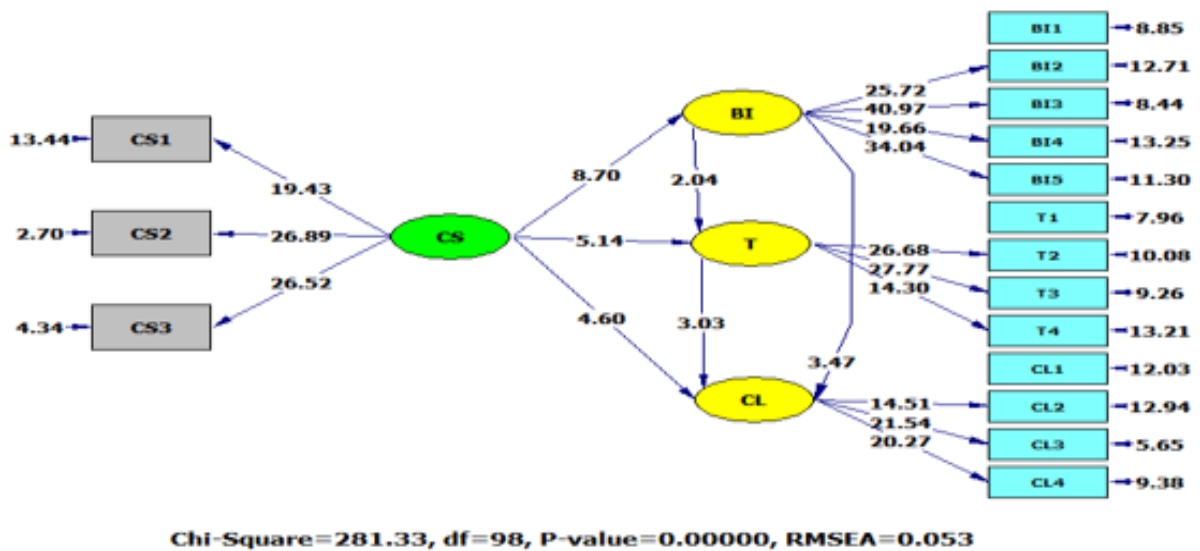 BI1 8.85
BI2 12.71
25.72
BI3 8.44
40.97
BI
19.66
BI4 13.25
13.44 CS1
34.04
BI5 11.30
8.70
2.04
19.43
T1 7.96
2.70 CS2
26.89
CS
5.14
T
26.68
T2 10.08
27.77
T3 9.26
14.30
26.52
4.34 CS3
4.60
3.03
T4 13.21
3.47
CL1 12.03
CL
14.51
CL2 12.94
21.54
CL3 5.65
20.27
CL4 9.38
Chi-Square=281.33, df=98, P-value=0.00000, RMSEA=0.053